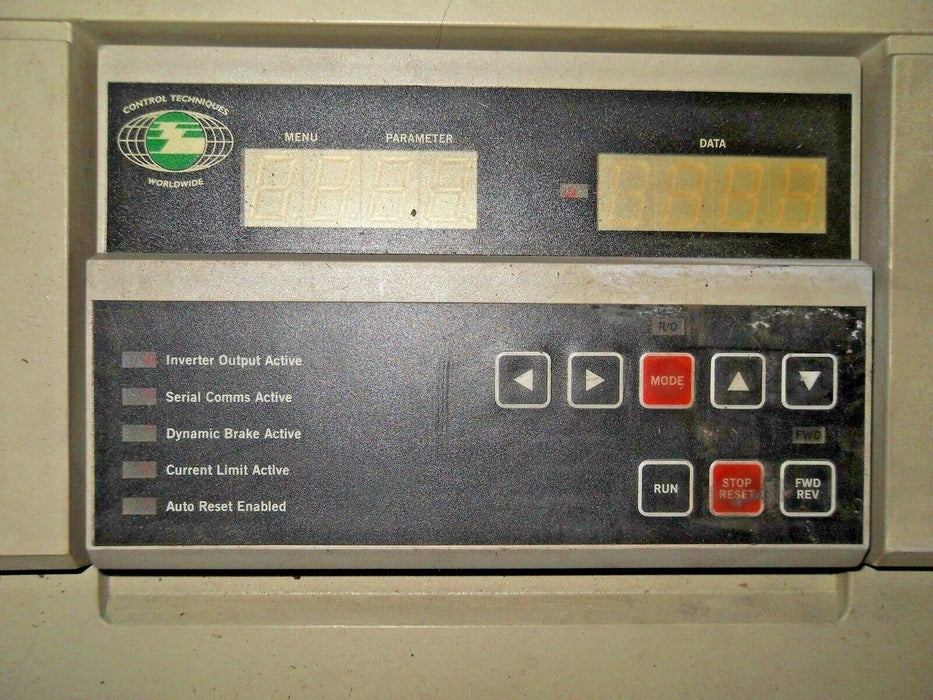 CONTROL TECHNIQUES
WORLDWIDE
MENU PARAMETER
DATA
R/O
Inverter Output Active
Serial Comms Active
Dynamic Brake Active
Current Limit Active
Auto Reset Enabled
MODE
FWD
RUN
STOP
RESET
FWD
REV